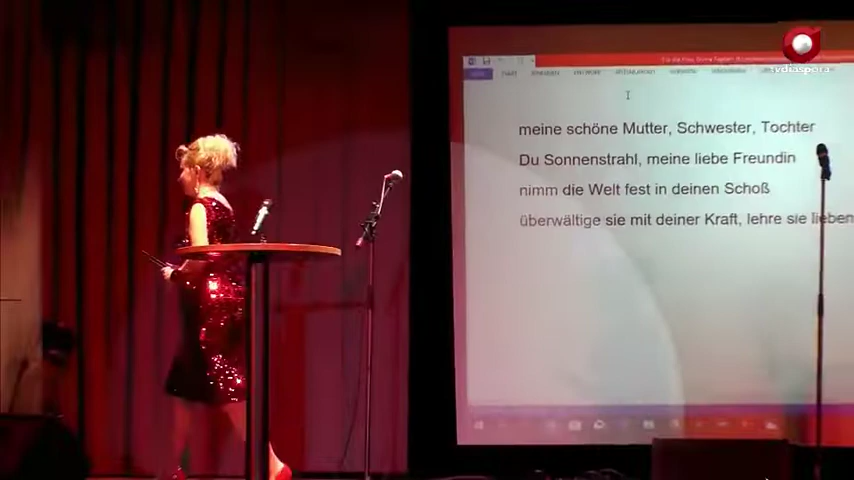 tvdiaspora
meine schöne Mutter, Schwester, Tochter
Du Sonnenstrahl, meine liebe Freundin
nimm die Welt fest in deinen Schoß
überwältige sie mit deiner Kraft, lehre sie lieben